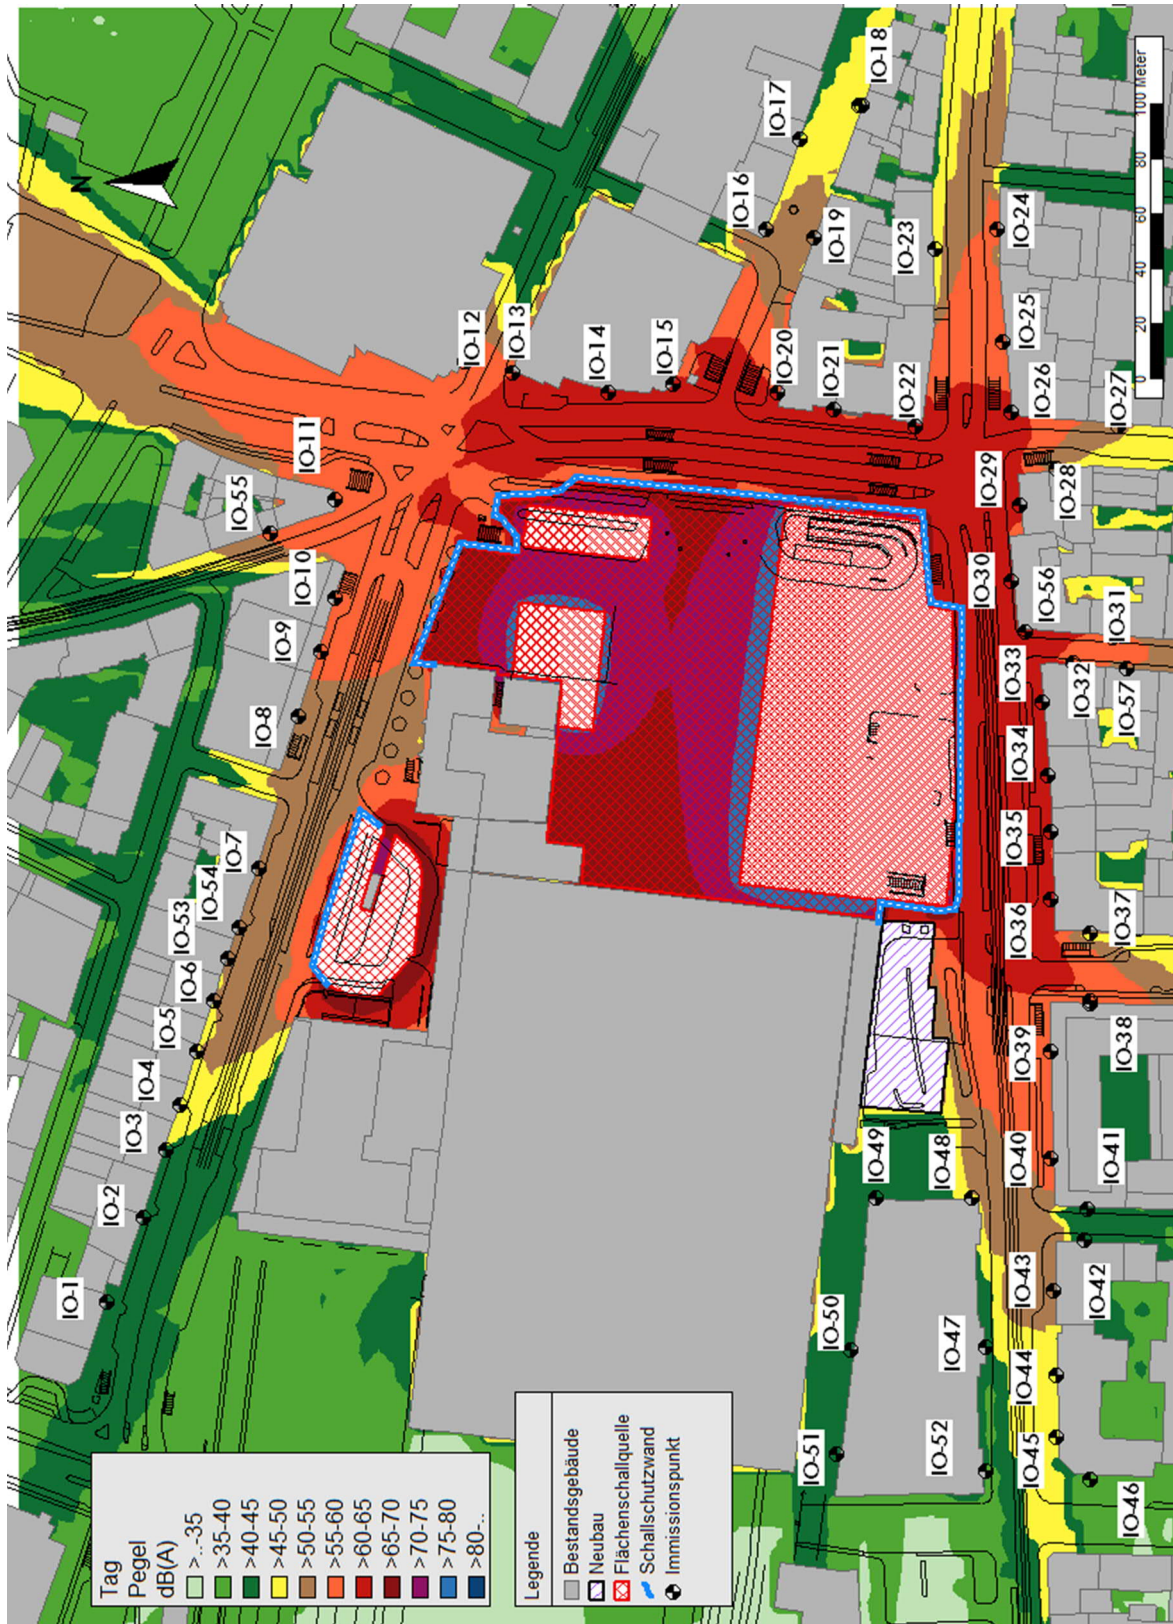 Tag
Pegel
dB(A)
>..-35
>35-40
>40-45
>45-50
>50-55
>55-60
>60-65
>65-70
>70-75
>75-80
>80-..
Legende
Bestandsgebäude
Neubau
Flächenschallquelle
Schallschutzwand
Immissionspunkt
N
0 20 40 60 80 100 Meter
IO-1
IO-2
IO-3
IO-4
IO-5
IO-6
IO-53
IO-54
IO-7
IO-8
IO-9
IO-10
IO-55
IO-11
IO-12
IO-13
IO-14
IO-15
IO-16
IO-17
IO-18
IO-19
IO-20
IO-21
IO-22
IO-23
IO-24
IO-25
IO-26
IO-27
IO-28
IO-29
IO-30
IO-56
IO-31
IO-32
IO-57
IO-33
IO-34
IO-35
IO-36
IO-37
IO-38
IO-39
IO-40
IO-41
IO-42
IO-43
IO-44
IO-45
IO-46
IO-47
IO-48
IO-49
IO-50
IO-51
IO-52